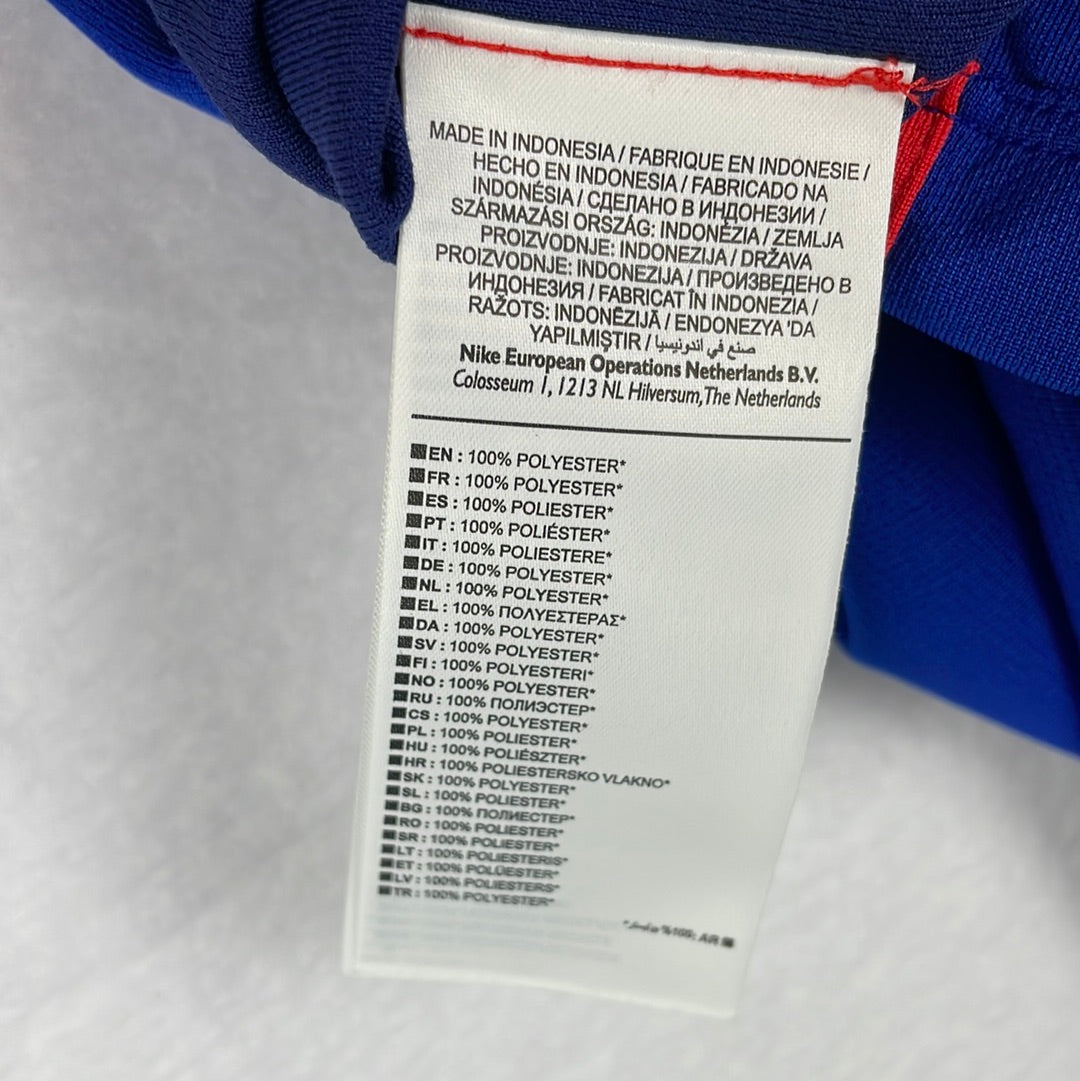 MADE IN INDONESIA / FABRIQUE EN INDONESIE /
HECHO EN INDONESIA / FABRICADO NA
INDONÉSIA / СДЕЛАНО В ИНДОНЕЗИИ /
SZÁRMAZÁSI ORSZÁG: INDONÉZIA / ZEMLJA
PROIZVODNJE: INDONEZIJA / DRŽAVA
PROIZVODNJE: INDONEZIJA / ПРОИЗВЕДЕНО В
ИНДОНЕЗИЯ / FABRICAT ÎN INDONEZIA /
RAŽOTS: INDONĒZIJĀ / ENDONEZYA 'DA
YAPILMIŞTIR / صنع في اندونيسيا
Nike European Operations Netherlands B.V.
Colosseum 1, 1213 NL Hilversum, The Netherlands
EN : 100% POLYESTER*
FR : 100% POLYESTER*
ES : 100% POLIESTER*
PT : 100% POLIÉSTER*
IT : 100% POLIESTERE*
DE : 100% POLYESTER*
NL : 100% POLYESTER*
EL : 100% ΠΟΛΥΕΣΤΕΡΑΣ*
DA : 100% POLYESTER*
SV : 100% POLYESTER*
FI : 100% POLYESTERI*
NO : 100% POLYESTER*
RU : 100% ПОЛИЭСТЕР*
CS : 100% POLYESTER*
PL : 100% POLIESTER*
HU : 100% POLIÉSZTER*
HR : 100% POLIESTERSKO VLAKNO*
SK : 100% POLYESTER*
SL : 100% POLIESTER*
BG : 100% ПОЛИЕСТЕР*
RO : 100% POLIESTER*
SR : 100% POLIESTER*
LT : 100% POLIESTERIS*
ET : 100% POLÜESTER*
LV : 100% POLIESTERS*
TR : 100% POLYESTER*
%100: AR